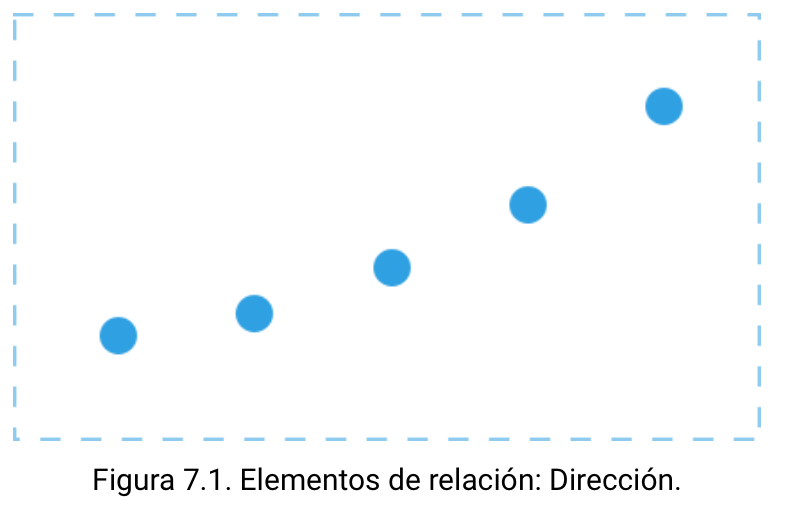 Figura 7.1. Elementos de relación: Dirección.